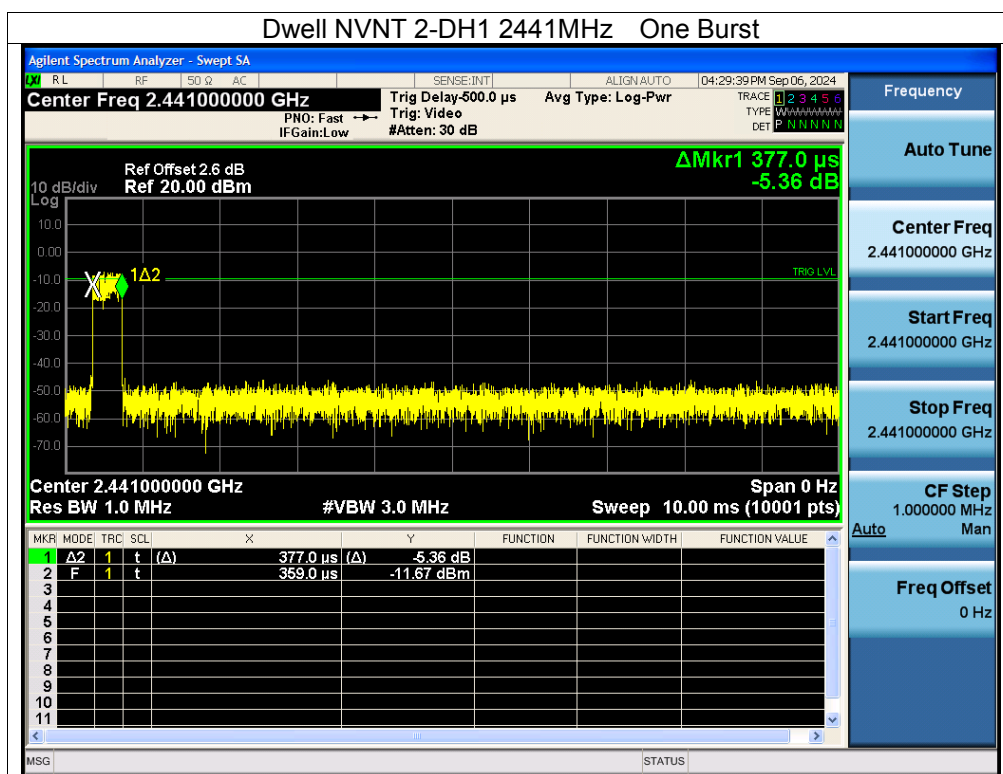 Dwell NVNT 2-DH1 2441MHz One Burst
Agilent Spectrum Analyzer - Swept SA
LXI RL RF 50 Ω AC SENSE:INT ALIGN AUTO 04:29:39 PM Sep 06, 2024
Center Freq 2.441000000 GHz Trig Delay-500.0 µs Avg Type: Log-Pwr TRACE 1 2 3 4 5 6
PNO: Fast Trig: Video TYPE WWWWWW
IFGain:Low #Atten: 30 dB DET P N N N N N
Frequency
Auto Tune
Center Freq
2.441000000 GHz
Start Freq
2.441000000 GHz
Stop Freq
2.441000000 GHz
CF Step
1.000000 MHz
Auto Man
Freq Offset
0 Hz
ΔMkr1 377.0 µs
-5.36 dB
Ref Offset 2.6 dB
10 dB/div Ref 20.00 dBm
Log
10.0
0.00
-10.0
-20.0
-30.0
-40.0
-50.0
-60.0
-70.0
1Δ2
TRIG LVL
Center 2.441000000 GHz Span 0 Hz
Res BW 1.0 MHz #VBW 3.0 MHz Sweep 10.00 ms (10001 pts)
MKR MODE TRC SCL X Y FUNCTION FUNCTION WIDTH FUNCTION VALUE
1 Δ2 1 t (Δ) 377.0 µs (Δ) -5.36 dB
2 F 1 t 359.0 µs -11.67 dBm
3
4
5
6
7
8
9
10
11
MSG STATUS